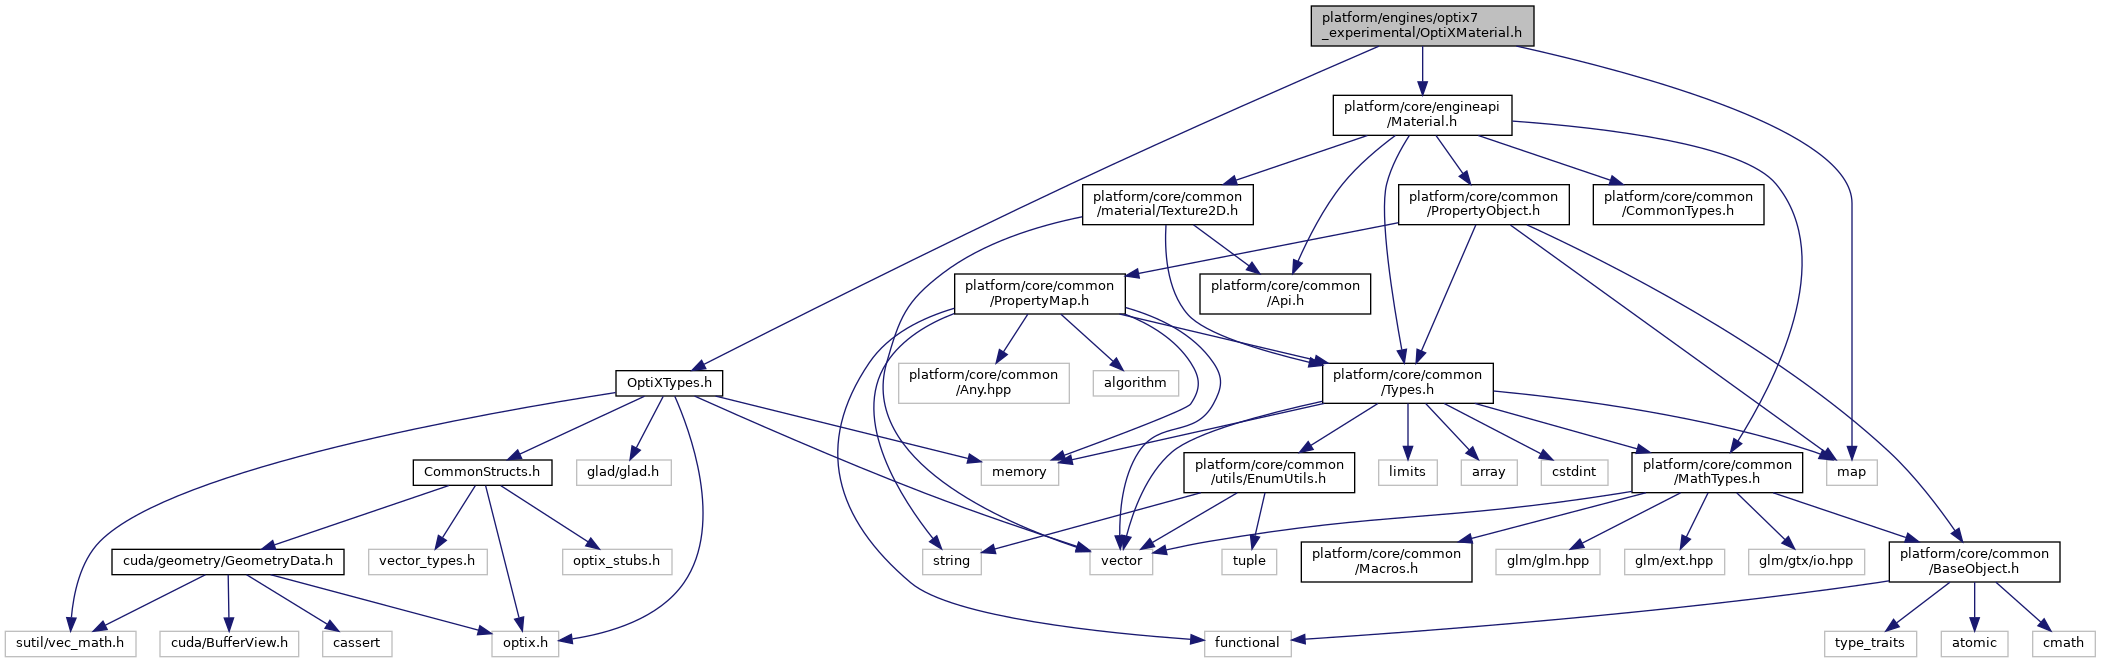 platform/engines/optix7
_experimental/OptiXMaterial.h
platform/core/engineapi
/Material.h
platform/core/common
/material/Texture2D.h
platform/core/common
/PropertyObject.h
platform/core/common
/CommonTypes.h
platform/core/common
/PropertyMap.h
platform/core/common
/Api.h
OptiXTypes.h
platform/core/common
/Any.hpp
algorithm
platform/core/common
/Types.h
CommonStructs.h
glad/glad.h
memory
platform/core/common
/utils/EnumUtils.h
limits
array
cstdint
platform/core/common
/MathTypes.h
map
cuda/geometry/GeometryData.h
vector_types.h
optix_stubs.h
string
vector
tuple
platform/core/common
/Macros.h
glm/glm.hpp
glm/ext.hpp
glm/gtx/io.hpp
platform/core/common
/BaseObject.h
sutil/vec_math.h
cuda/BufferView.h
cassert
optix.h
functional
type_traits
atomic
cmath